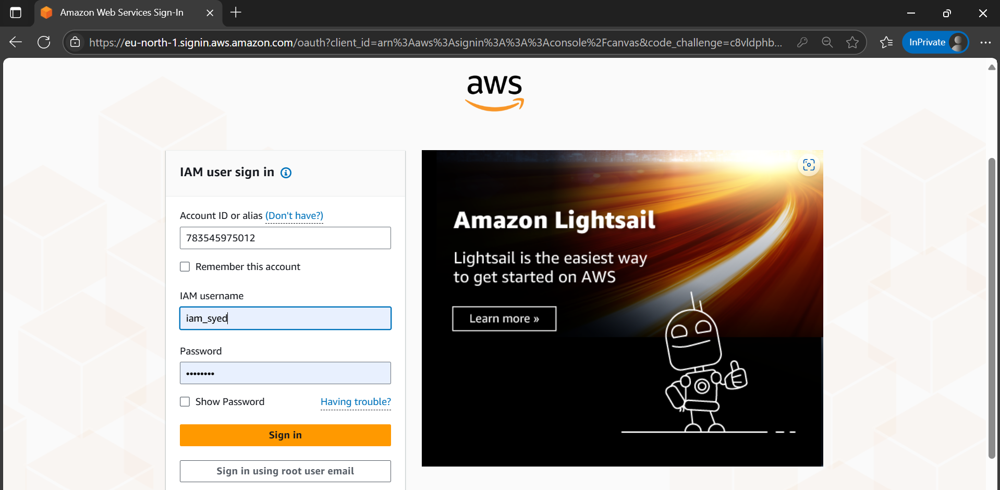 Amazon Web Services Sign-In
https://eu-north-1.signin.aws.amazon.com/oauth?client_id=arn%3Aaws%3Asignin%3A%3A%3Aconsole%2Fcanvas&code_challenge=c8vldphb...
InPrivate
aws
IAM user sign in
Account ID or alias (Don't have?)
783545975012
Remember this account
IAM username
iam_syed
Password
••••••••
Show Password
Having trouble?
Sign in
Sign in using root user email
Amazon Lightsail
Lightsail is the easiest way
to get started on AWS
Learn more »